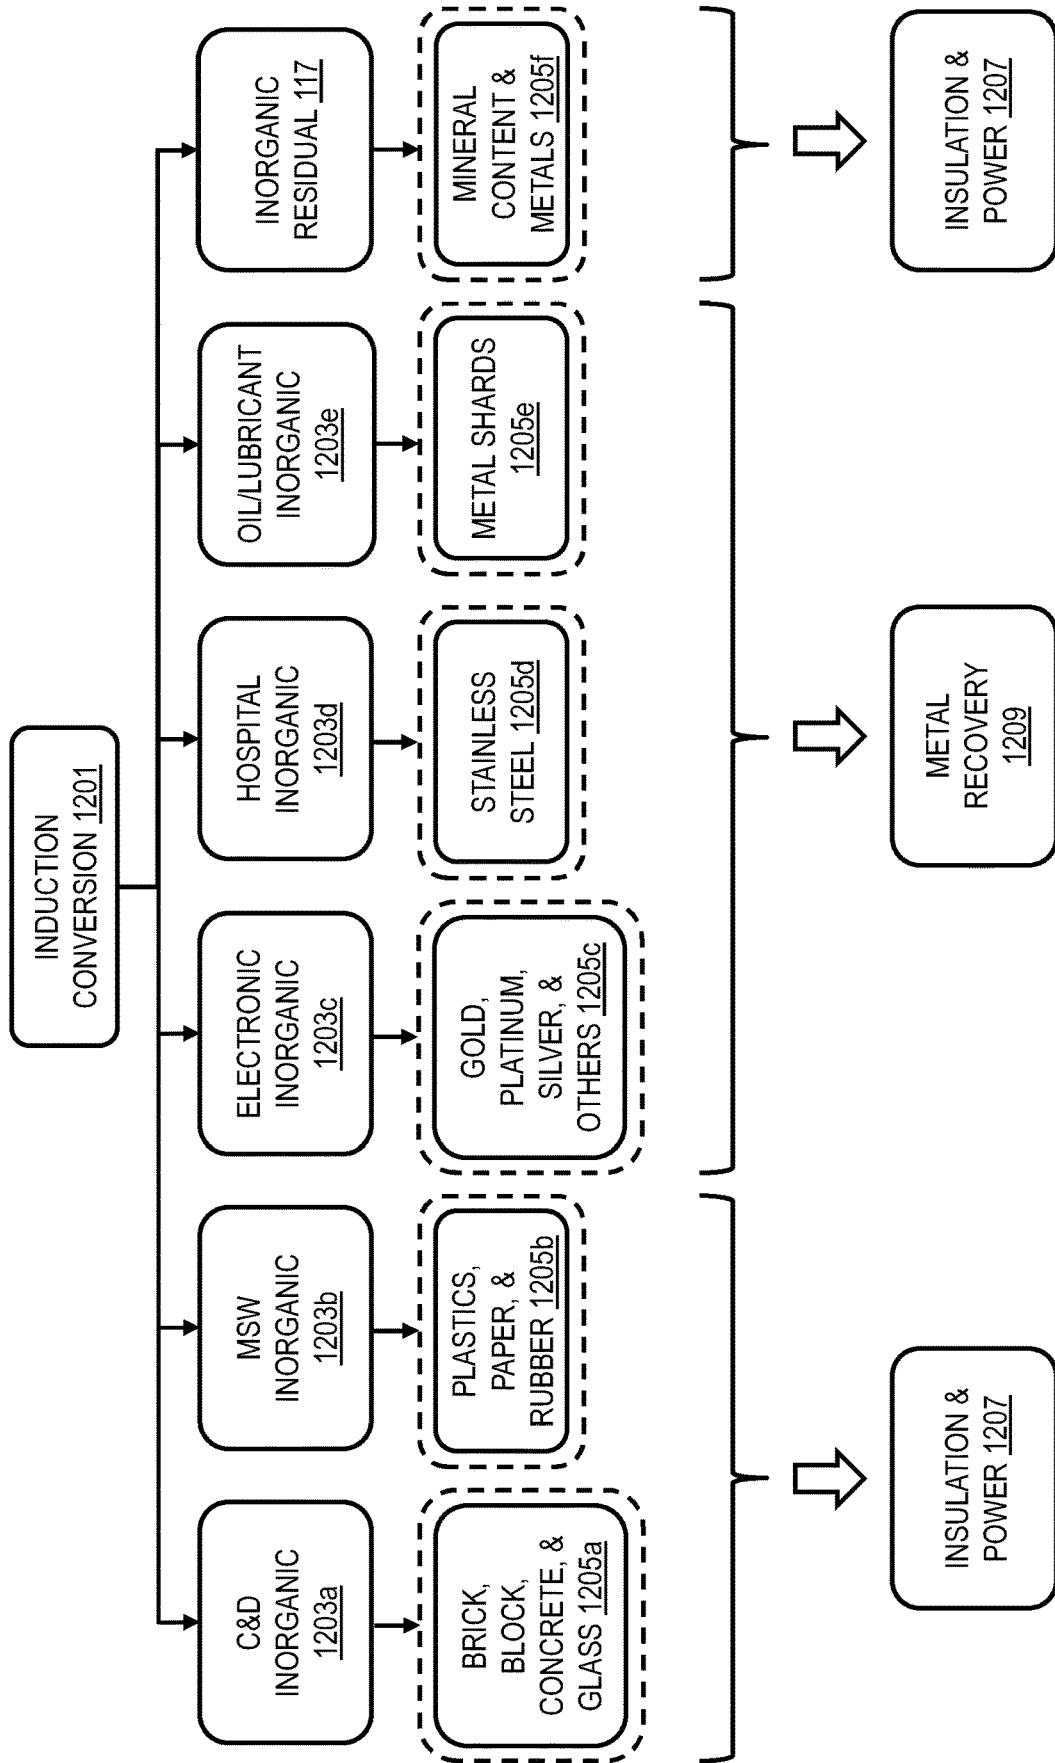 INDUCTION
CONVERSION 1201
C&D
INORGANIC
1203a
MSW
INORGANIC
1203b
ELECTRONIC
INORGANIC
1203c
HOSPITAL
INORGANIC
1203d
OIL/LUBRICANT
INORGANIC
1203e
INORGANIC
RESIDUAL 117
BRICK,
BLOCK,
CONCRETE, &
GLASS 1205a
PLASTICS,
PAPER, &
RUBBER 1205b
GOLD,
PLATINUM,
SILVER, &
OTHERS 1205c
STAINLESS
STEEL 1205d
METAL SHARDS
1205e
MINERAL
CONTENT &
METALS 1205f
INSULATION &
POWER 1207
METAL
RECOVERY
1209
INSULATION &
POWER 1207